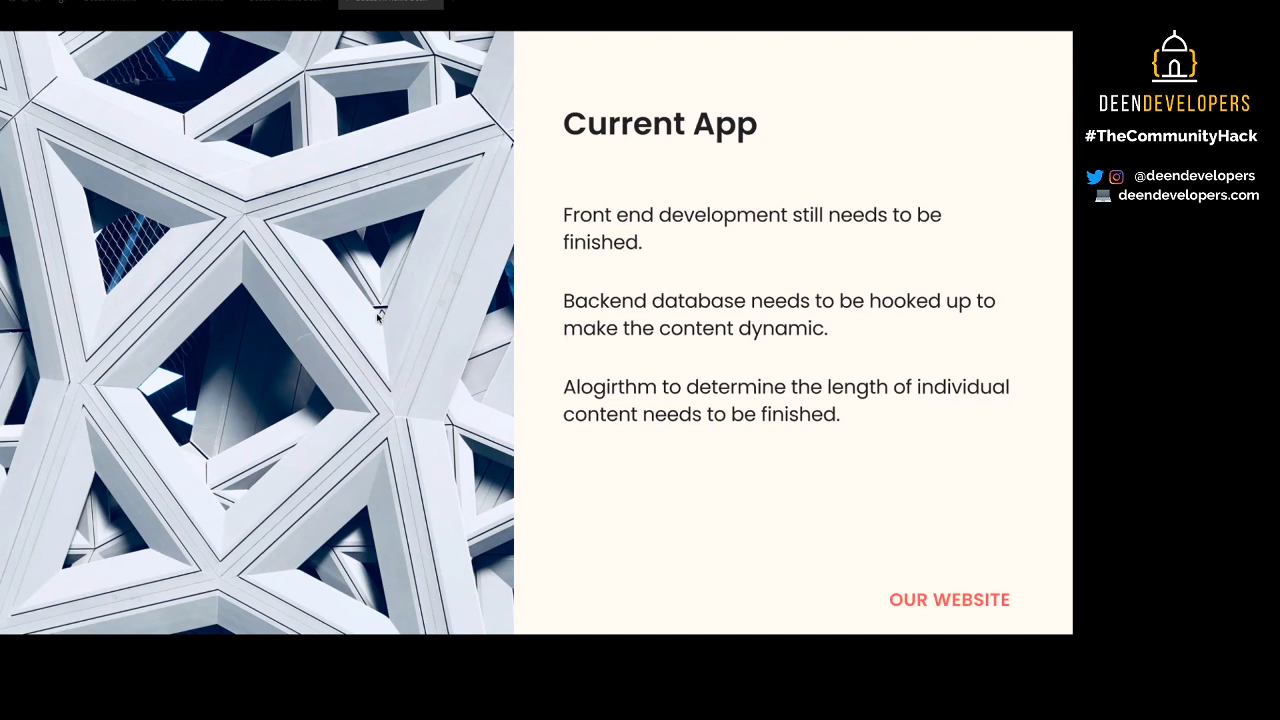 Current App
Front end development still needs to be
finished.
Backend database needs to be hooked up to
make the content dynamic.
Alogirthm to determine the length of individual
content needs to be finished.
OUR WEBSITE
DEENDEVELOPERS
#TheCommunityHack
@deendevelopers
deendevelopers.com